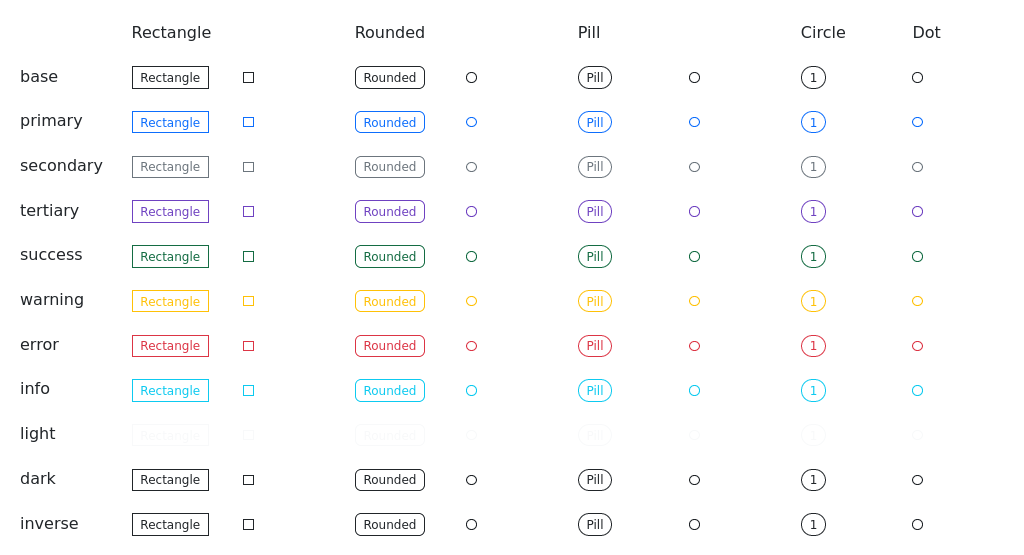 Rectangle Rounded Pill Circle Dot
base Rectangle Rounded Pill 1
primary Rectangle Rounded Pill 1
secondary Rectangle Rounded Pill 1
tertiary Rectangle Rounded Pill 1
success Rectangle Rounded Pill 1
warning Rectangle Rounded Pill 1
error Rectangle Rounded Pill 1
info Rectangle Rounded Pill 1
light Rectangle Rounded Pill 1
dark Rectangle Rounded Pill 1
inverse Rectangle Rounded Pill 1